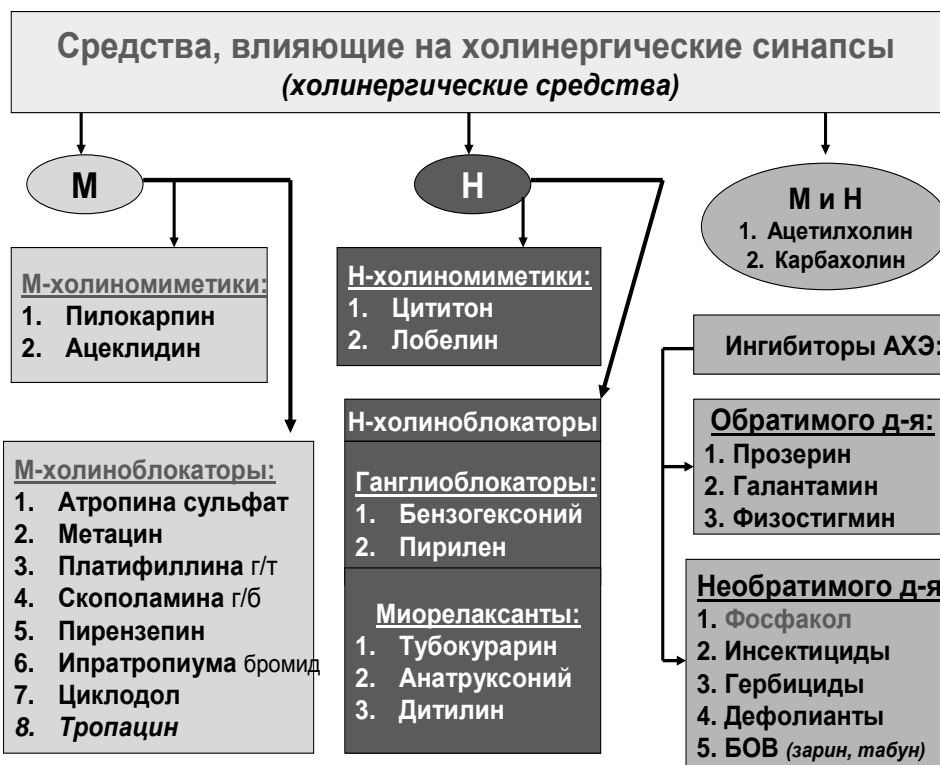 Средства, влияющие на холинергические синапсы
(холинергические средства)
М
М-холиномиметики:
1. Пилокарпин
2. Ацеклидин
М-холиноблокаторы:
1. Атропина сульфат
2. Метацин
3. Платифиллина г/т
4. Скополамина г/б
5. Пирензепин
6. Ипратропиума бромид
7. Циклодол
8. Тропацин
Н
Н-холиномиметики:
1. Цититон
2. Лобелин
Н-холиноблокаторы
Ганглиоблокаторы:
1. Бензогексоний
2. Пирилен
Миорелаксанты:
1. Тубокурарин
2. Анатруксоний
3. Дитилин
М и Н
1. Ацетилхолин
2. Карбахолин
Ингибиторы АХЭ:
Обратимого д-я:
1. Прозерин
2. Галантамин
3. Физостигмин
Необратимого д-я
1. Фосфакол
2. Инсектициды
3. Гербициды
4. Дефолианты
5. БОВ (зарин, табун)